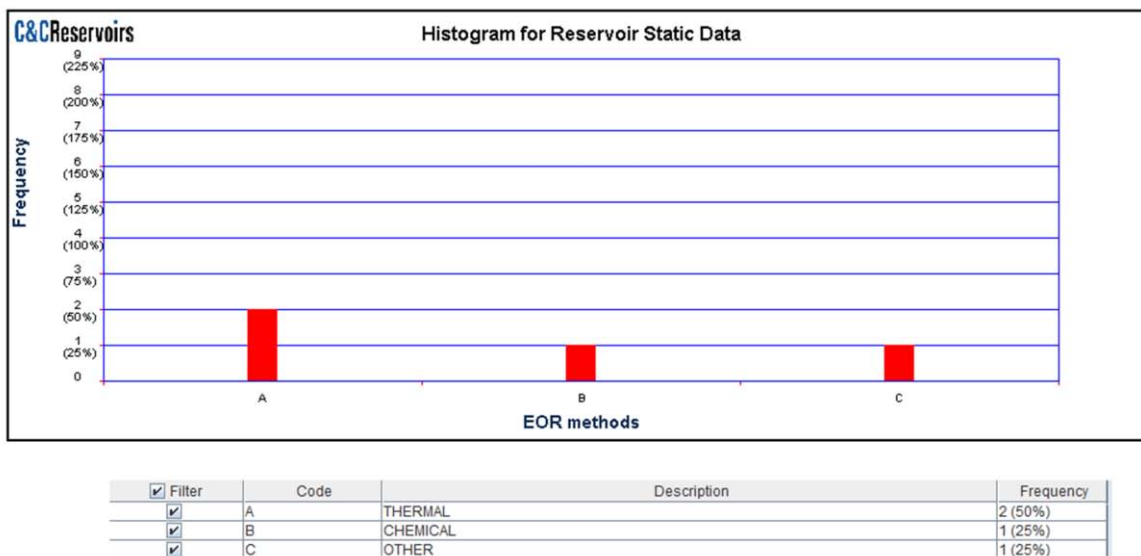 C&CReservoirs
Histogram for Reservoir Static Data
Frequency
9
(225%)
8
(200%)
7
(175%)
6
(150%)
5
(125%)
4
(100%)
3
(75%)
2
(50%)
1
(25%)
0
A B C
EOR methods
Filter Code Description Frequency
A THERMAL 2 (50%)
B CHEMICAL 1 (25%)
C OTHER 1 (25%)